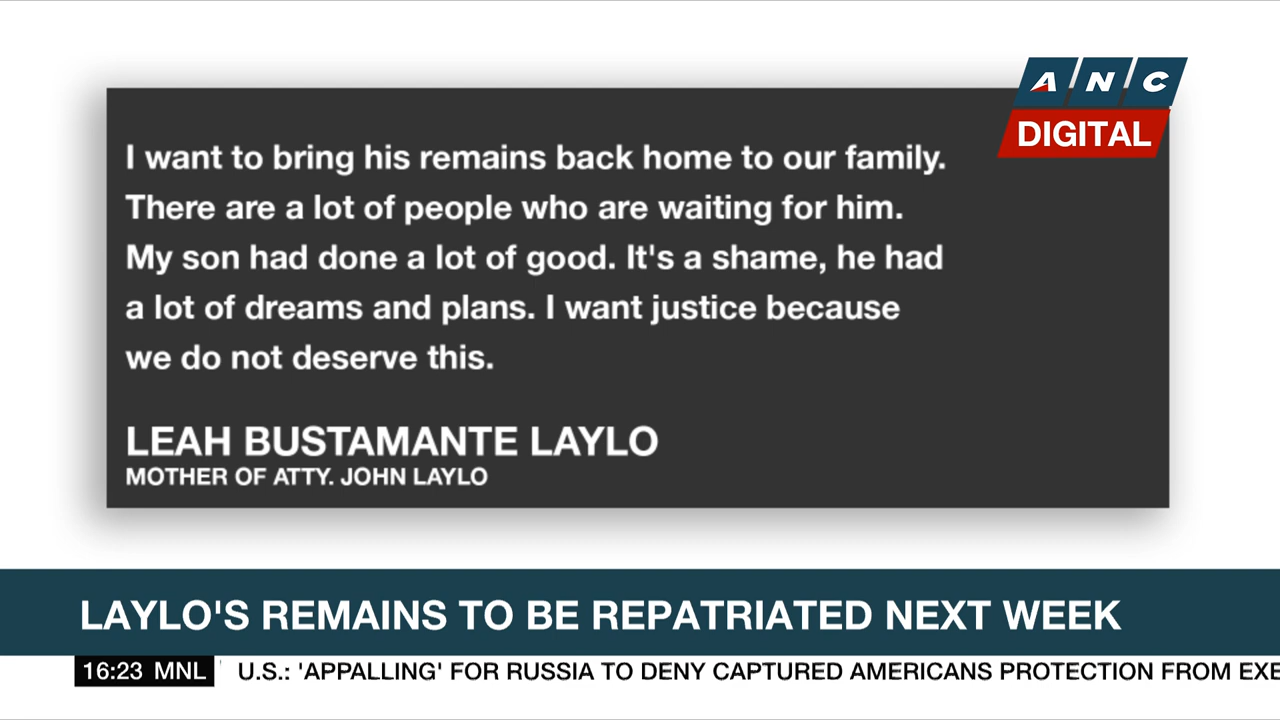 ANC
DIGITAL
I want to bring his remains back home to our family.
There are a lot of people who are waiting for him.
My son had done a lot of good. It's a shame, he had
a lot of dreams and plans. I want justice because
we do not deserve this.
LEAH BUSTAMANTE LAYLO
MOTHER OF ATTY. JOHN LAYLO
LAYLO'S REMAINS TO BE REPATRIATED NEXT WEEK
16:23 MNL
U.S.: 'APPALLING' FOR RUSSIA TO DENY CAPTURED AMERICANS PROTECTION FROM EXE